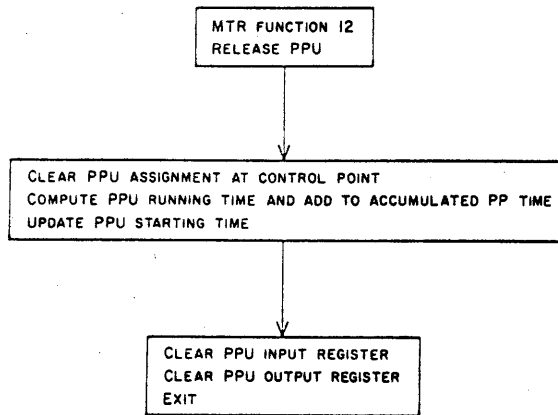 MTR FUNCTION 12
RELEASE PPU
CLEAR PPU ASSIGNMENT AT CONTROL POINT
COMPUTE PPU RUNNING TIME AND ADD TO ACCUMULATED PP TIME
UPDATE PPU STARTING TIME
CLEAR PPU INPUT REGISTER
CLEAR PPU OUTPUT REGISTER
EXIT